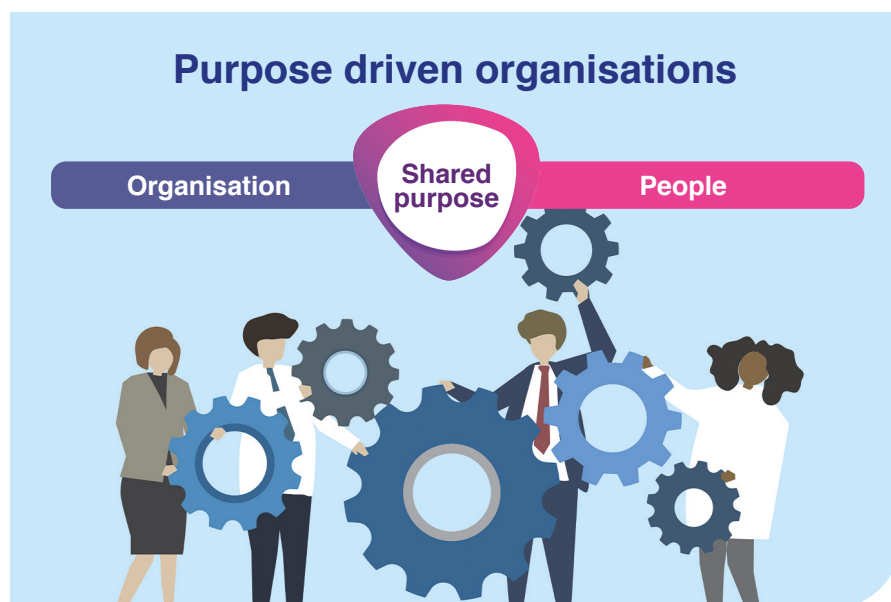 Purpose driven organisations
Organisation
Shared
purpose
People